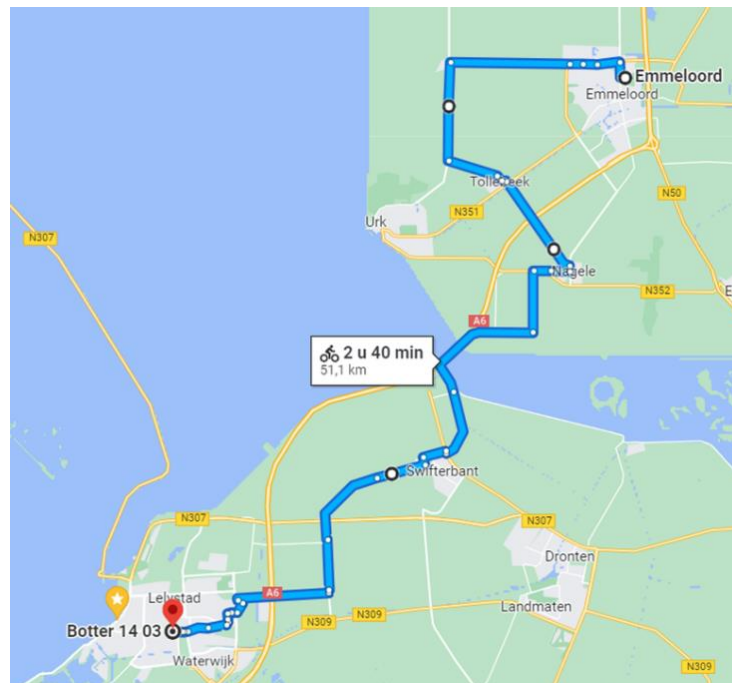 Emmeloord
Emmeloord
Tollebeek
N50
N351
Urk
N307
Nagele
N352
E
A6
2 u 40 min
51,1 km
Swifterbant
N307
N307
Dronten
A6
Lelystad
Landmaten
N309
N309
Botter 14 03
Waterwijk